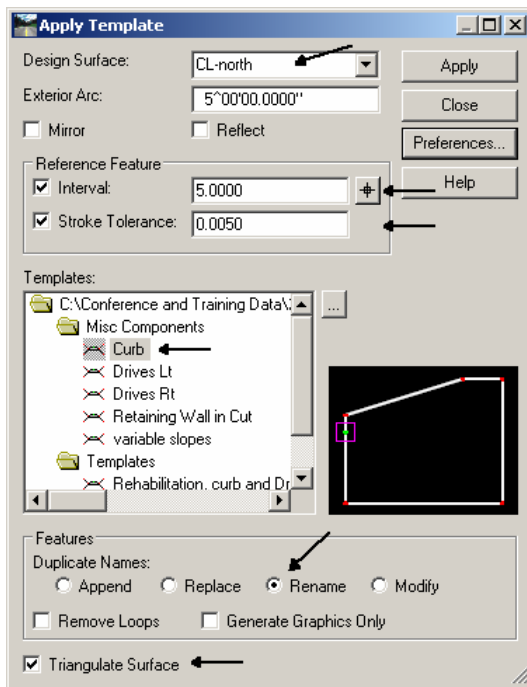 Apply Template
Design Surface:
CL-north
Apply
Exterior Arc:
5^00'00.0000"
Close
Mirror
Reflect
Preferences...
Reference Feature
Interval:
5.0000
Help
Stroke Tolerance:
0.0050
Templates:
C:\Conference and Training Data\
...
Misc Components
Curb
Drives Lt
Drives Rt
Retaining Wall in Cut
variable slopes
Templates
Rehabilitation. curb and Dr
Features
Duplicate Names:
Append
Replace
Rename
Modify
Remove Loops
Generate Graphics Only
Triangulate Surface